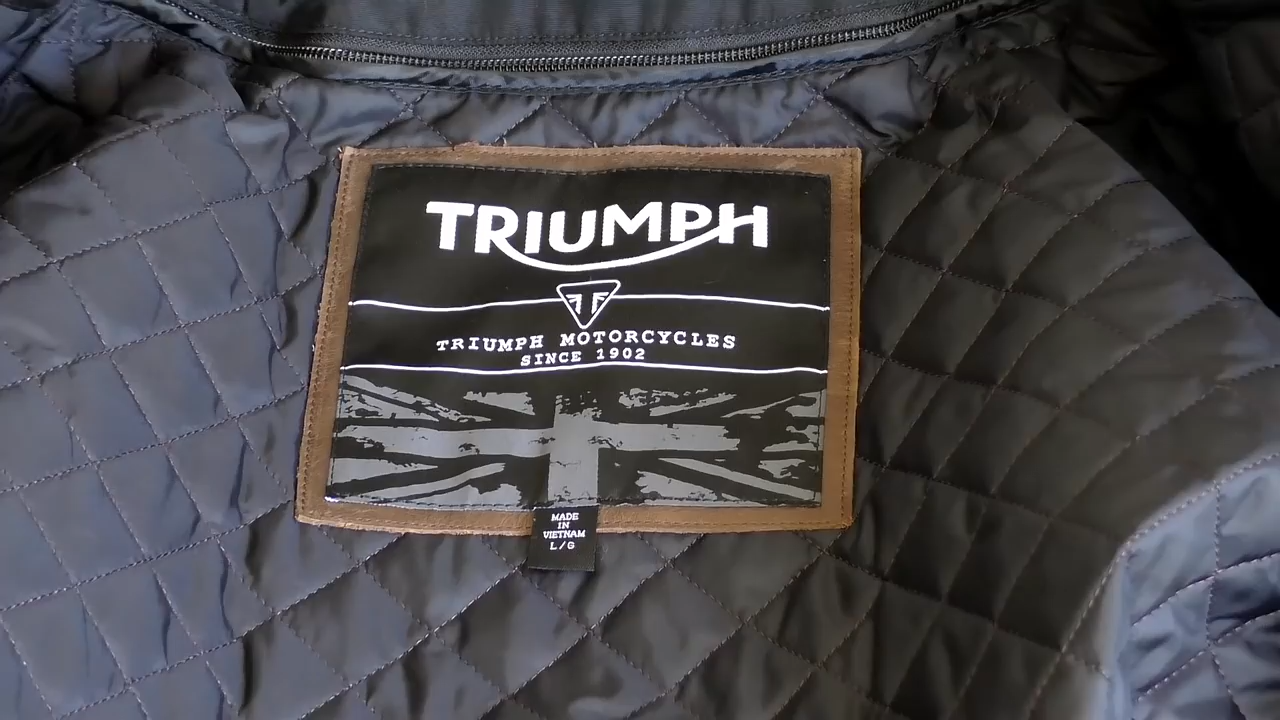 TRIUMPH
TRIUMPH MOTORCYCLES
SINCE 1902
MADE
IN
VIETNAM
L/G